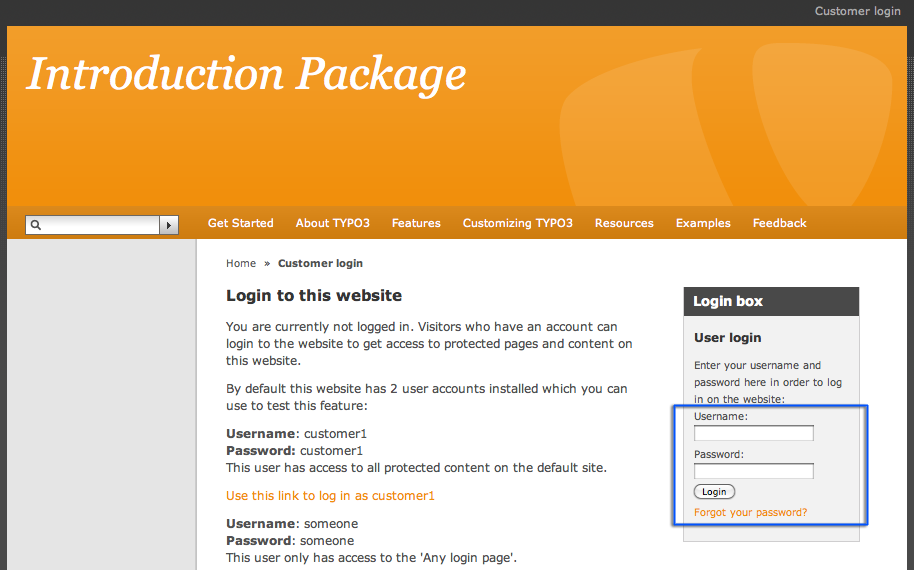 Customer login
Introduction Package
Get Started About TYPO3 Features Customizing TYPO3 Resources Examples Feedback
Home » Customer login
Login to this website
You are currently not logged in. Visitors who have an account can
login to the website to get access to protected pages and content on
this website.
By default this website has 2 user accounts installed which you can
use to test this feature:
Username: customer1
Password: customer1
This user has access to all protected content on the default site.
Use this link to log in as customer1
Username: someone
Password: someone
This user only has access to the 'Any login page'.
Login box
User login
Enter your username and
password here in order to log
in on the website:
Username:
Password:
Login
Forgot your password?